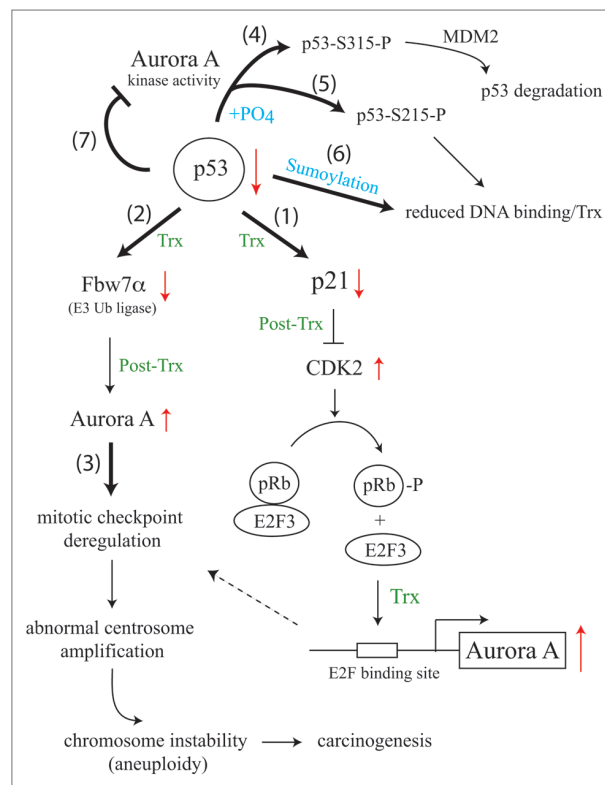 (4)
p53-S315-P
MDM2
Aurora A
kinase activity
(5)
p53 degradation
+PO4
p53-S215-P
(7)
p53
(6)
Sumoylation
(2)
(1)
reduced DNA binding/Trx
Trx
Trx
Fbw7α
(E3 Ub ligase)
p21
Post-Trx
Post-Trx
CDK2
Aurora A
(3)
pRb
E2F3
pRb
-P
+
E2F3
mitotic checkpoint
deregulation
Trx
abnormal centrosome
amplification
Aurora A
E2F binding site
chromosome instability
(aneuploidy)
carcinogenesis